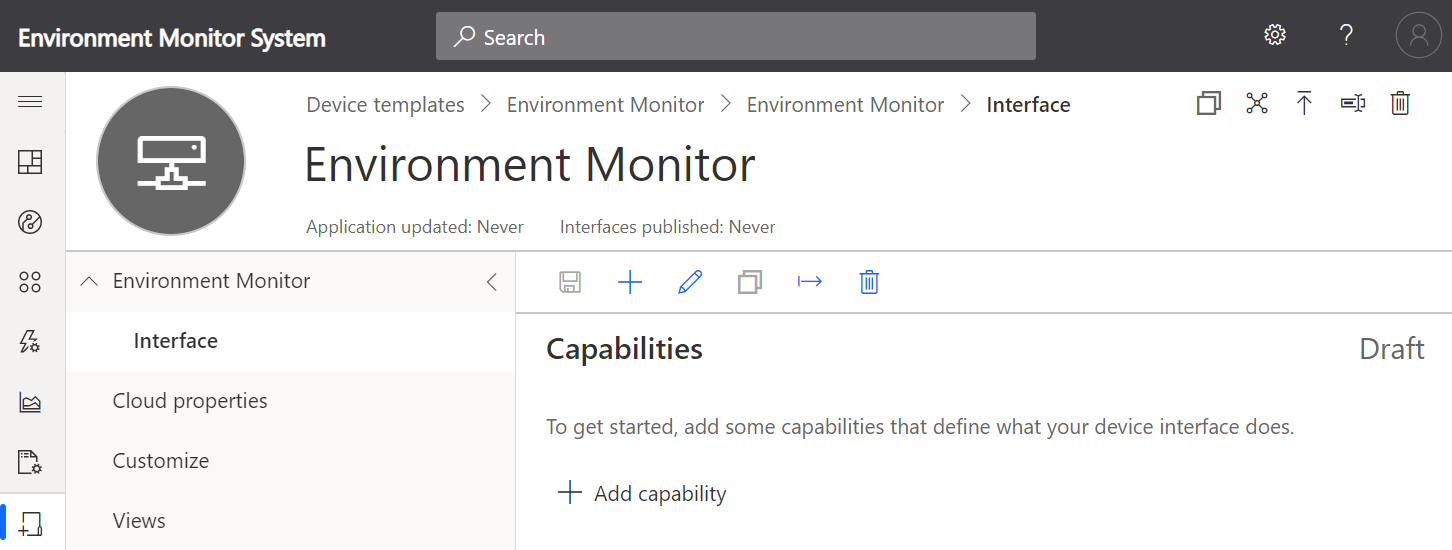 Environment Monitor System
Search
?
Device templates > Environment Monitor > Environment Monitor > Interface
Environment Monitor
Application updated: Never Interfaces published: Never
Environment Monitor
Interface
Cloud properties
Customize
Views
Capabilities
Draft
To get started, add some capabilities that define what your device interface does.
Add capability